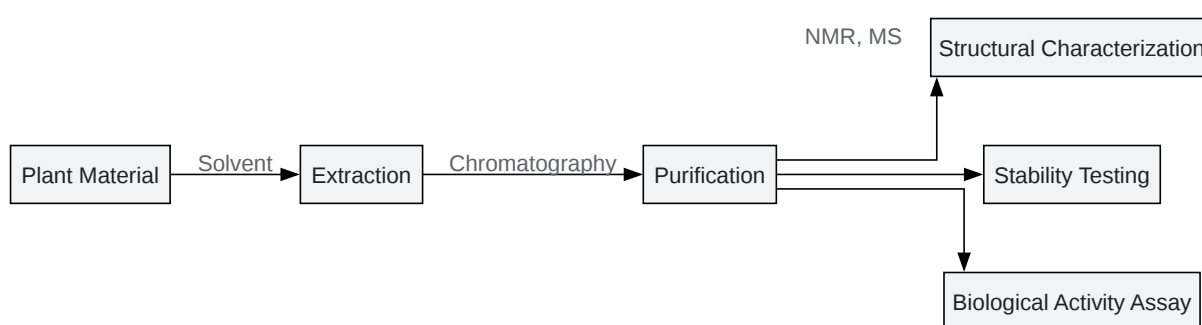 NMR, MS
Structural Characterization
Plant Material
Solvent
Extraction
Chromatography
Purification
Stability Testing
Biological Activity Assay